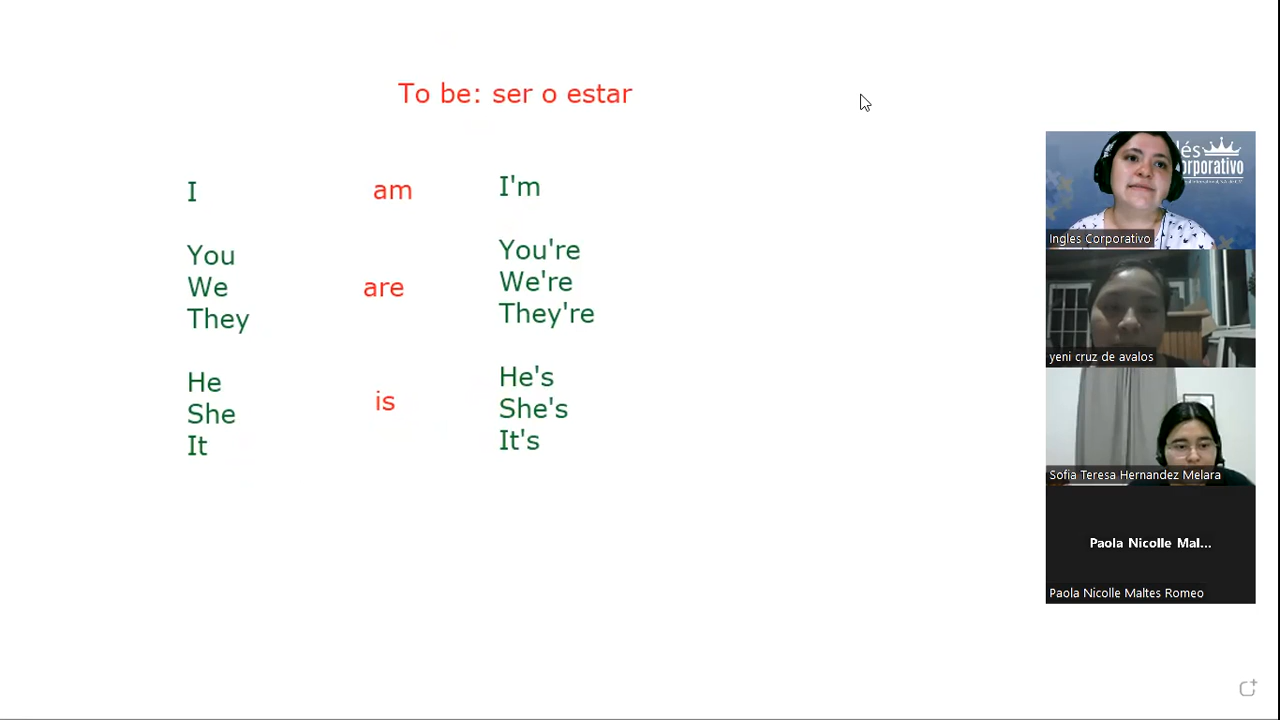 To be: ser o estar
I am I'm
You You're
We are We're
They They're
He He's
She is She's
It It's
Ingles Corporativo
yeni cruz de avalos
Sofia Teresa Hernandez Melara
Paola Nicolle Mal...
Paola Nicolle Maltes Romeo